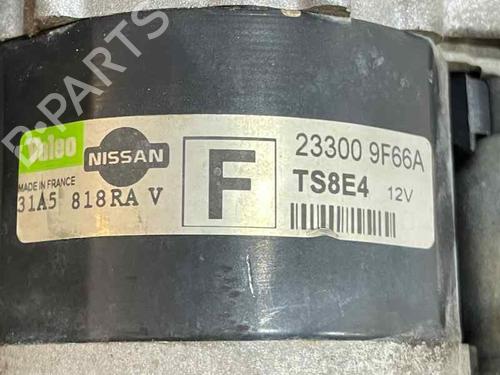 B-PARTS
Valeo
NISSAN
MADE IN FRANCE
31A5 818RA V
F
23300 9F66A
TS8E4 12V